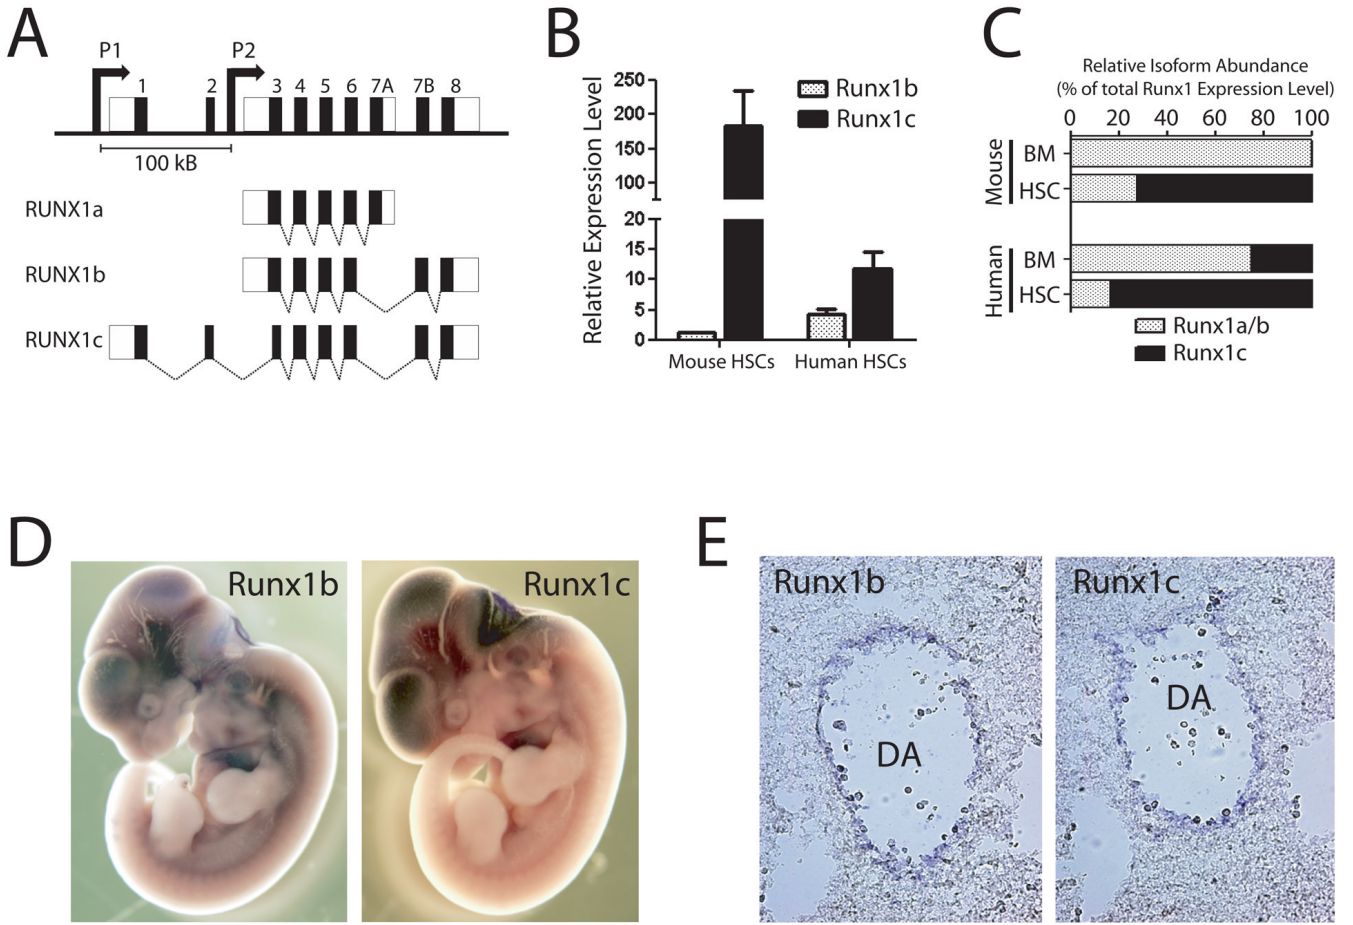 A
P1
P2
1
2
3
4
5
6
7A
7B
8
100 kB
RUNX1a
RUNX1b
RUNX1c
B
Relative Expression Level
250
200
150
100
20
15
10
5
0
Runx1b
Runx1c
Mouse HSCs
Human HSCs
C
Relative Isoform Abundance
(% of total Runx1 Expression Level)
0 20 40 60 80 100
Mouse
BM
HSC
Human
BM
HSC
Runx1a/b
Runx1c
D
Runx1b
Runx1c
E
Runx1b
DA
Runx1c
DA